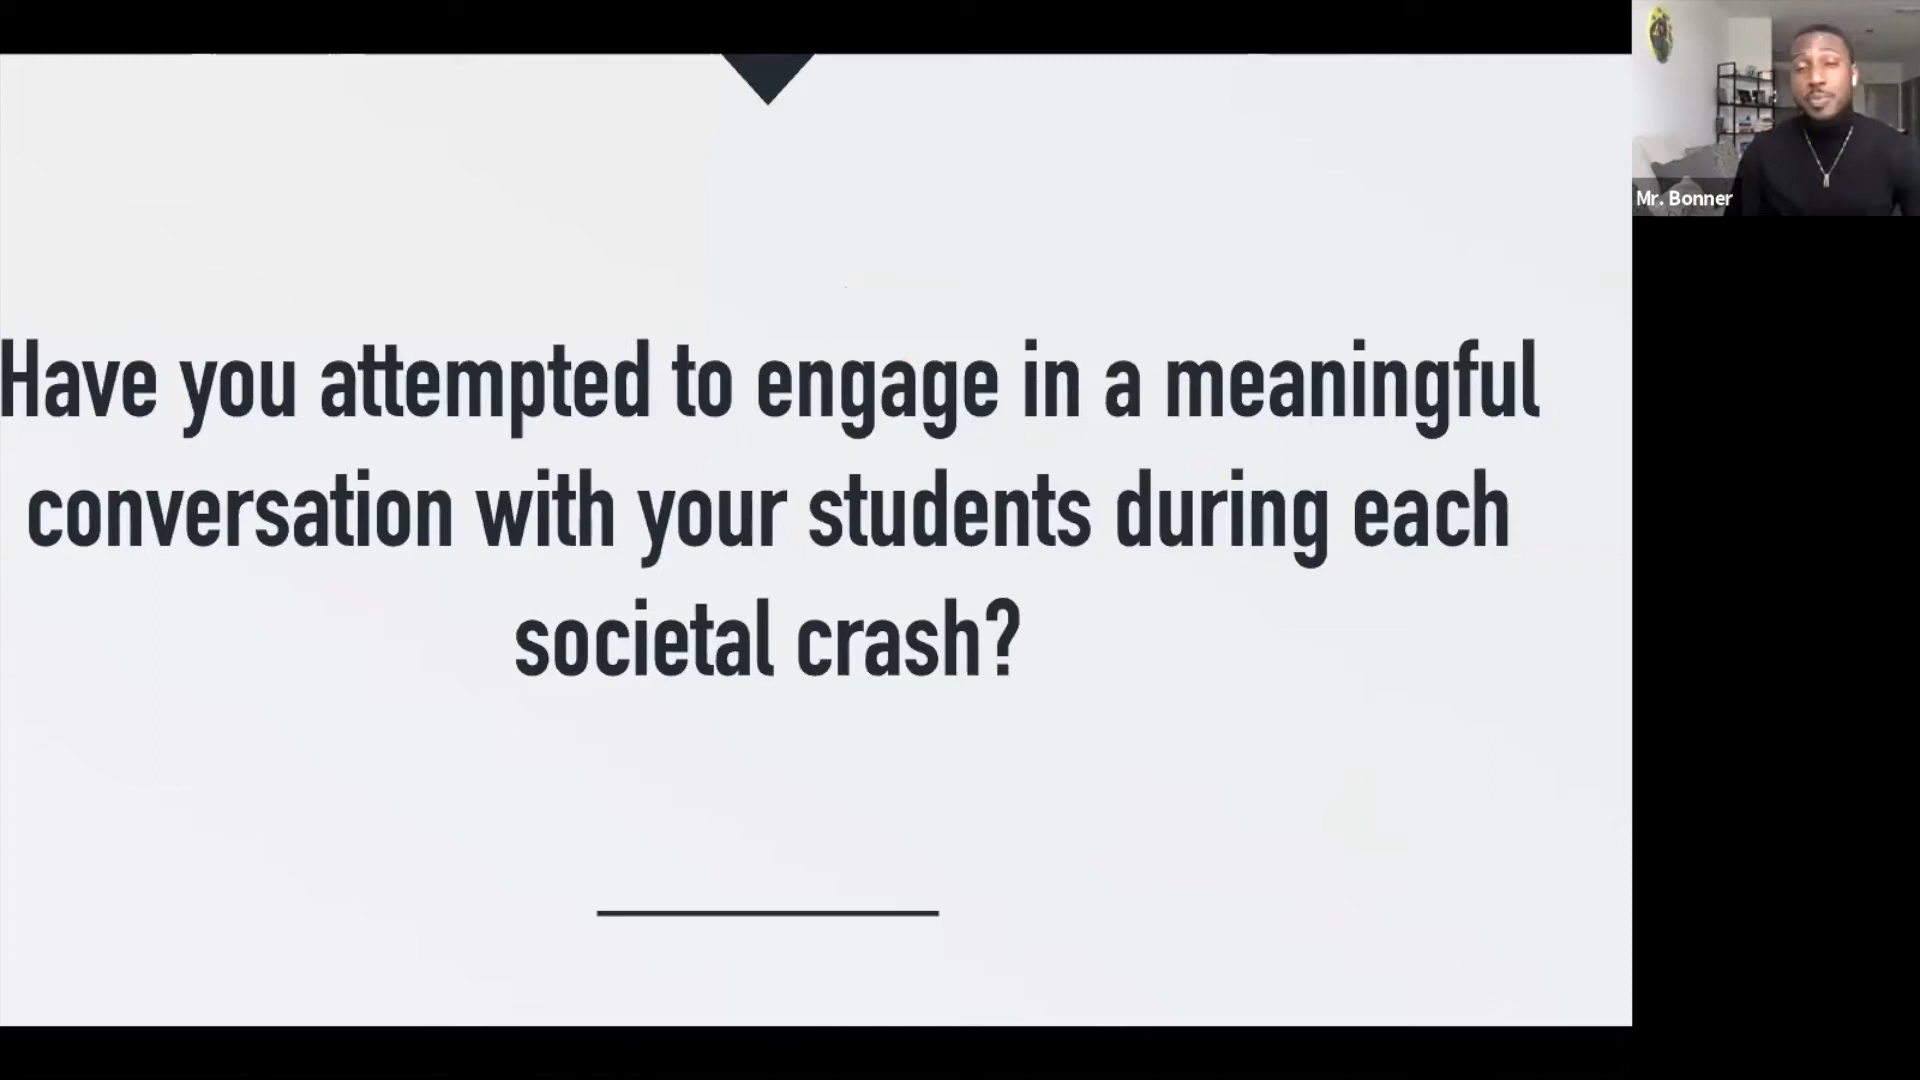 Have you attempted to engage in a meaningful
conversation with your students during each
societal crash?
Mr. Bonner